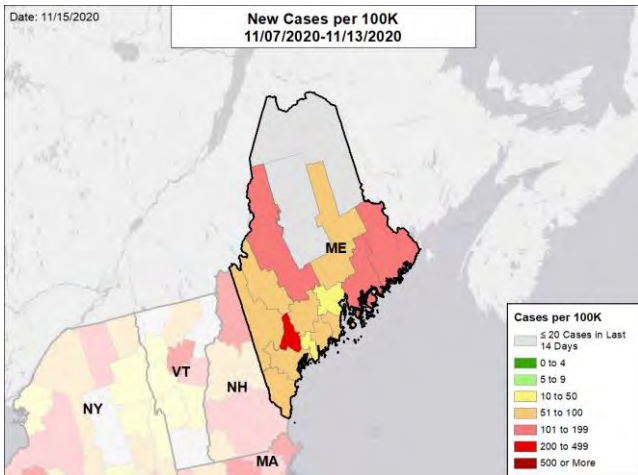 Date: 11/15/2020
New Cases per 100K
11/07/2020-11/13/2020
ME
VT
NH
NY
MA
Cases per 100K
≤ 20 Cases in Last
14 Days
0 to 4
5 to 9
10 to 50
51 to 100
101 to 199
200 to 499
500 or More